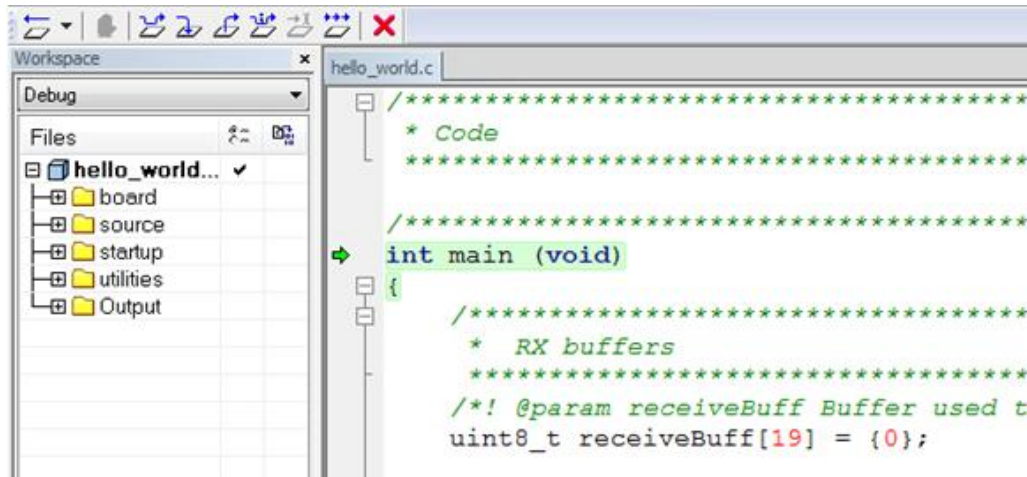 Workspace
Debug
Files
hello_world...
board
source
startup
utilities
Output
hello_world.c
/****************************************
* Code
****************************************
/****************************************
int main (void)
{
/************************************
* RX buffers
************************************
/*! @param receiveBuff Buffer used t
uint8_t receiveBuff[19] = {0};